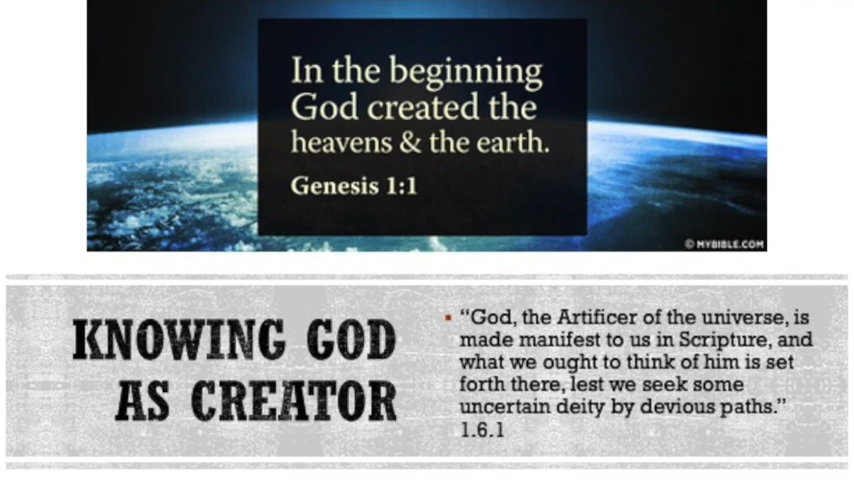 In the beginning
God created the
heavens & the earth.
Genesis 1:1
© MYBIBLE.COM
KNOWING GOD
AS CREATOR
▪ “God, the Artificer of the universe, is
made manifest to us in Scripture, and
what we ought to think of him is set
forth there, lest we seek some
uncertain deity by devious paths.”
1.6.1